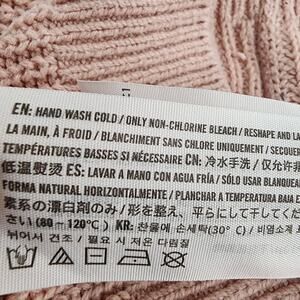 EN: HAND WASH COLD / ONLY NON-CHLORINE BLEACH / RESHAPE AND LA
LA MAIN, À FROID / BLANCHIMENT SANS CHLORE UNIQUEMENT / SECOUER
TEMPÉRATURES BASSES SI NÉCESSAIRE CN: 冷水手洗 / 仅允许非
低温熨烫 ES: LAVAR A MANO CON AGUA FRÍA / SÓLO USAR BLANQUEA
FORMA NATURAL HORIZONTALMENTE / PLANCHAR A TEMPERATURA BAJA
素系の漂白剤のみ / 形を整え、平らにして干してくだ
さい (80 – 120℃) KR: 찬물에 손세탁(30°C) / 비염소계
뉘어서 건조 / 필요 시 저온 다림질